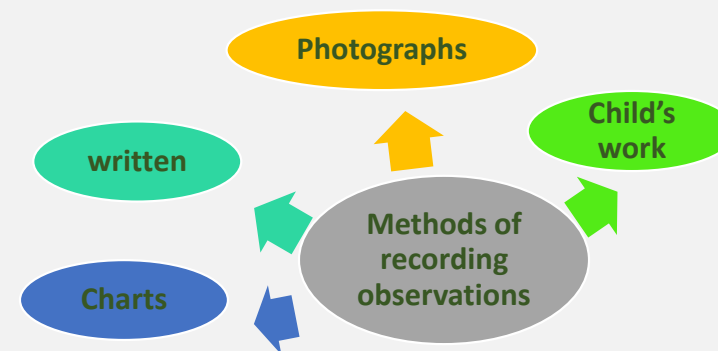 Photographs
Child's
work
written
Methods of
recording
observations
Charts